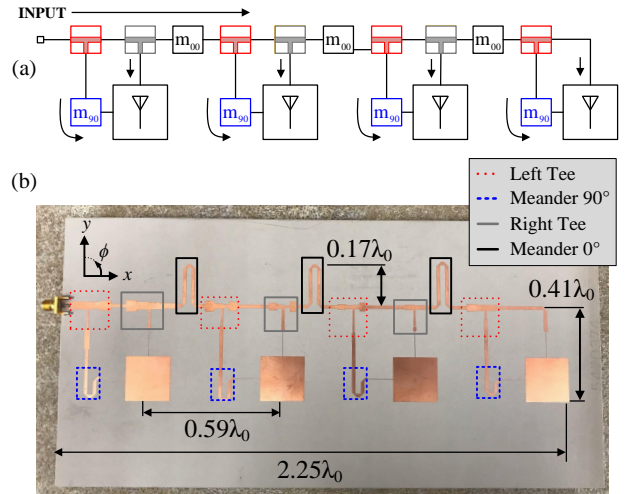 INPUT
m00 m00 m00
(a)
m90 m90 m90 m90
(b)
Left Tee
Meander 90°
Right Tee
Meander 0°
y
ϕ
x
0.17λ0
0.41λ0
0.59λ0
2.25λ0